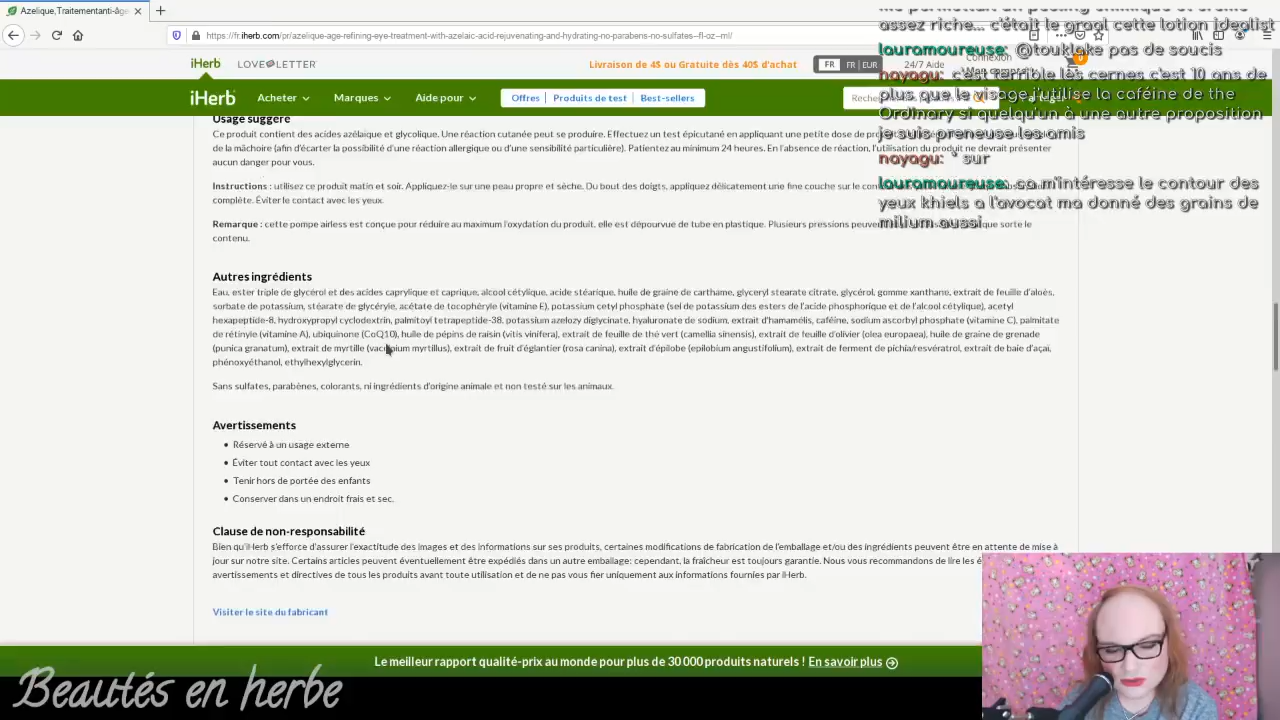 Azelique,Traitementanti-âge
https://fr.iherb.com/pr/azelique-age-refining-eye-treatment-with-azelaic-acid-rejuvenating-and-hydrating-no-parabens-no-sulfates--fl-oz--ml/
iHerb LOVE LETTER Livraison de 4$ ou Gratuite dès 40$ d'achat FR FR | EUR 24/7 Aide Connexion
iHerb Acheter Marques Aide pour Offres Produits de test Best-sellers 0
Usage suggéré
Ce produit contient des acides azélaïque et glycolique. Une réaction cutanée peut se produire. Effectuez un test épicutané en appliquant une petite dose de
de la mâchoire (afin d'écarter la possibilité d'une réaction allergique ou d'une sensibilité particulière). Patientez au minimum 24 heures. En l'absence de réaction, l'utilisation du produit ne devrait présenter
aucun danger pour vous.
Instructions : utilisez ce produit matin et soir. Appliquez-le sur une peau propre et sèche. Du bout des doigts, appliquez délicatement une fine couche sur le
complète. Éviter le contact avec les yeux.
Remarque : cette pompe airless est conçue pour réduire au maximum l'oxydation du produit, elle est dépourvue de tube en plastique. Plusieurs pressions sorte le
contenu.
Autres ingrédients
Eau, ester triple de glycérol et des acides caprylique et caprique, alcool cétylique, acide stéarique, huile de graine de carthame, glyceryl stearate citrate, glycérol, gomme xanthane, extrait de feuille d'aloès,
sorbate de potassium, stéarate de glycéryle, acétate de tocophéryle (vitamine E), potassium cetyl phosphate (sel de potassium des esters de l'acide phosphorique et de l'alcool cétylique), acetyl
hexapeptide-8, hydroxypropyl cyclodextrin, palmitoyl tetrapeptide-38, potassium azeloyz diglycinate, hyaluronate de sodium, extrait d'hamamélis, caféine, sodium ascorbyl phosphate (vitamine C), palmitate
de rétinyle (vitamine A), ubiquinone (CoQ10), huile de pépins de raisin (vitis vinifera), extrait de feuille de thé vert (camellia sinensis), extrait de feuille d'olivier (olea europaea), huile de graine de grenade
(punica granatum), extrait de myrtille (vaccinium myrtillus), extrait de fruit d'églantier (rosa canina), extrait d'épilobe (epilobium angustifolium), extrait de ferment de pichia/resvératrol, extrait de baie d'açai,
phénoxyéthanol, ethylhexylglycerin.
Sans sulfates, parabènes, colorants, ni ingrédients d'origine animale et non testé sur les animaux.
Avertissements
Réservé à un usage externe
Éviter tout contact avec les yeux
Tenir hors de portée des enfants
Conserver dans un endroit frais et sec.
Clause de non-responsabilité
Bien qu'iHerb s'efforce d'assurer l'exactitude des images et des informations sur ses produits, certaines modifications de fabrication de l'emballage et/ou des ingrédients peuvent être en attente de mise à
jour sur notre site. Certains articles peuvent éventuellement être expédiés dans un autre emballage; cependant, la fraîcheur est toujours garantie. Nous vous recommandons de lire les
avertissements et directives de tous les produits avant toute utilisation et de ne pas vous fier uniquement aux informations fournies par iHerb.
Visiter le site du fabricant
Le meilleur rapport qualité-prix au monde pour plus de 30 000 produits naturels ! En savoir plus
Beautés en herbe
me permettait un peeling chimique et crème
assez riche... c'était le graal cette lotion idealist
lauramoureuse: @touklake pas de soucis
nayagu: c'est terrible les cernes c'est 10 ans de
plus que le visage j'utilise la caféine de the
Ordinary si quelqu'un à une autre proposition
je suis preneuse les amis
nayagu: * sur
lauramoureuse: ça m'intéresse le contour des
yeux khiels a l'avocat ma donné des grains de
milium aussi